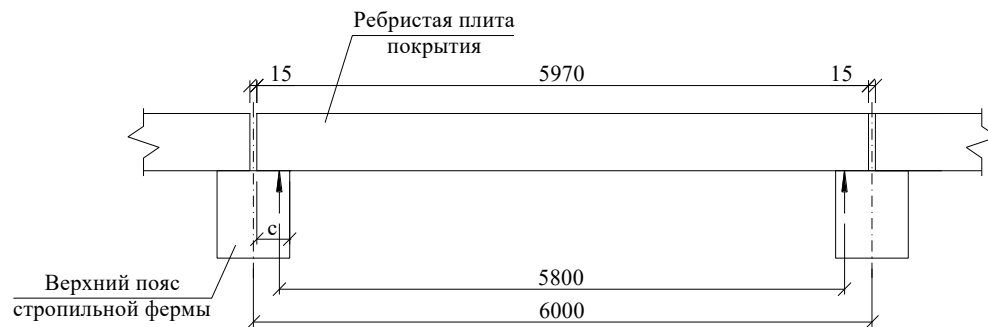 Ребристая плита
покрытия
15
5970
15
с
Верхний пояс
стропильной фермы
5800
6000